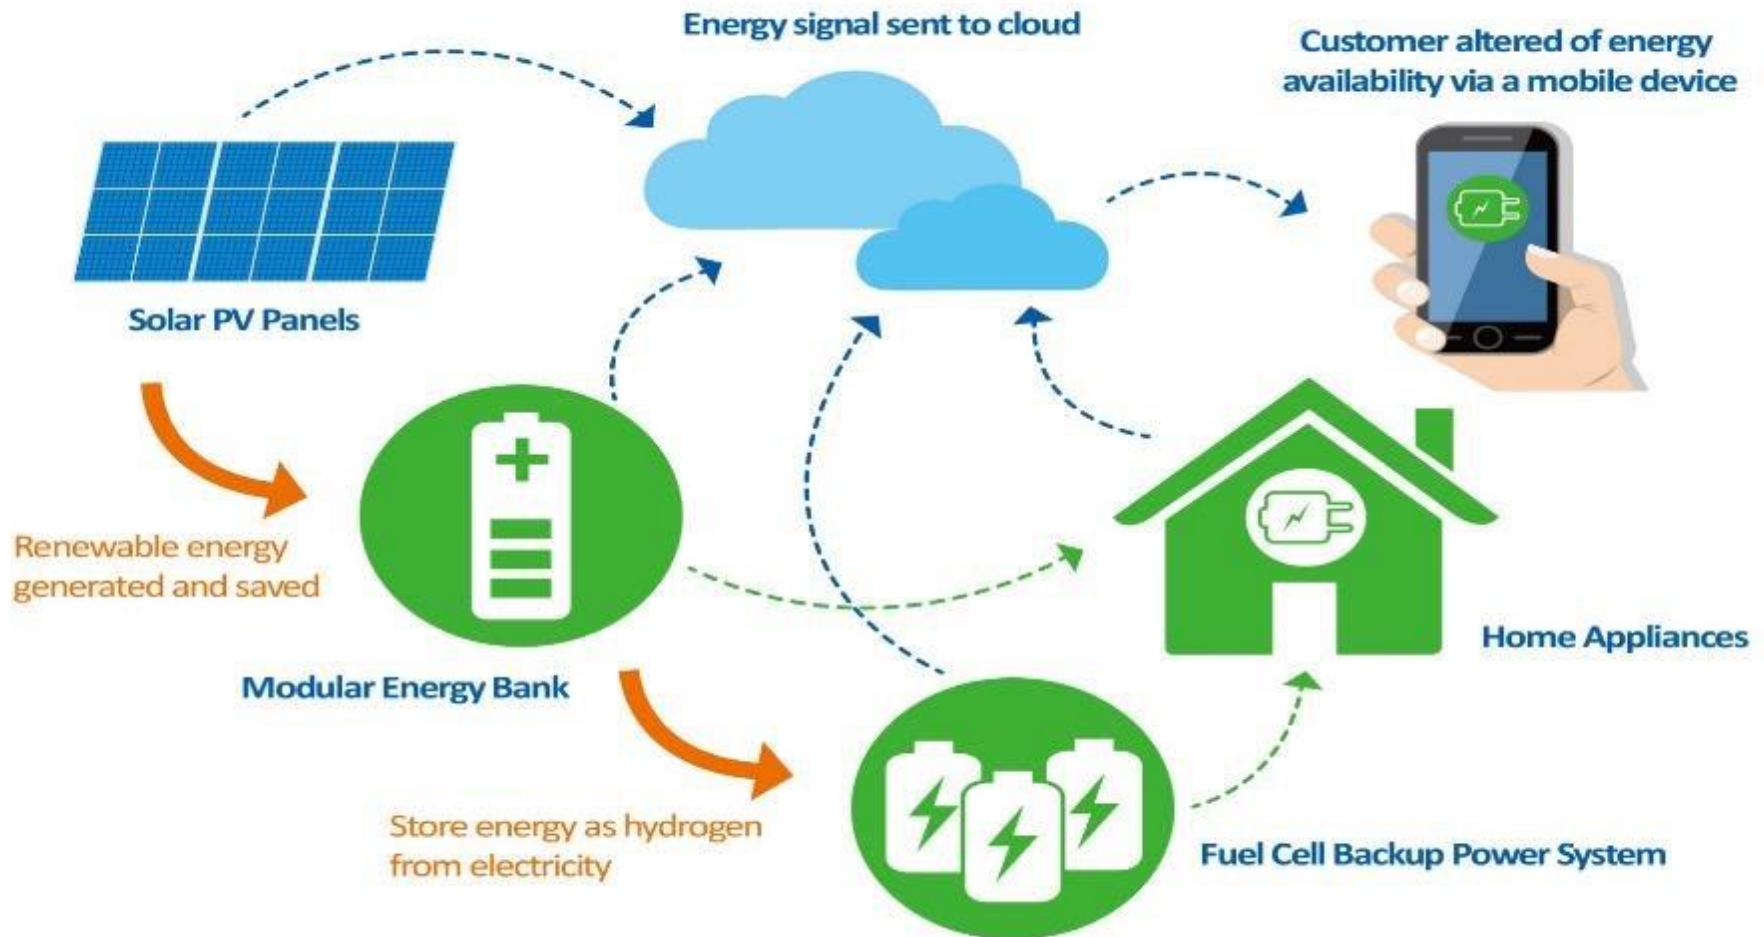 Energy signal sent to cloud
Customer altered of energy
availability via a mobile device
Solar PV Panels
Renewable energy
generated and saved
Modular Energy Bank
Home Appliances
Store energy as hydrogen
from electricity
Fuel Cell Backup Power System